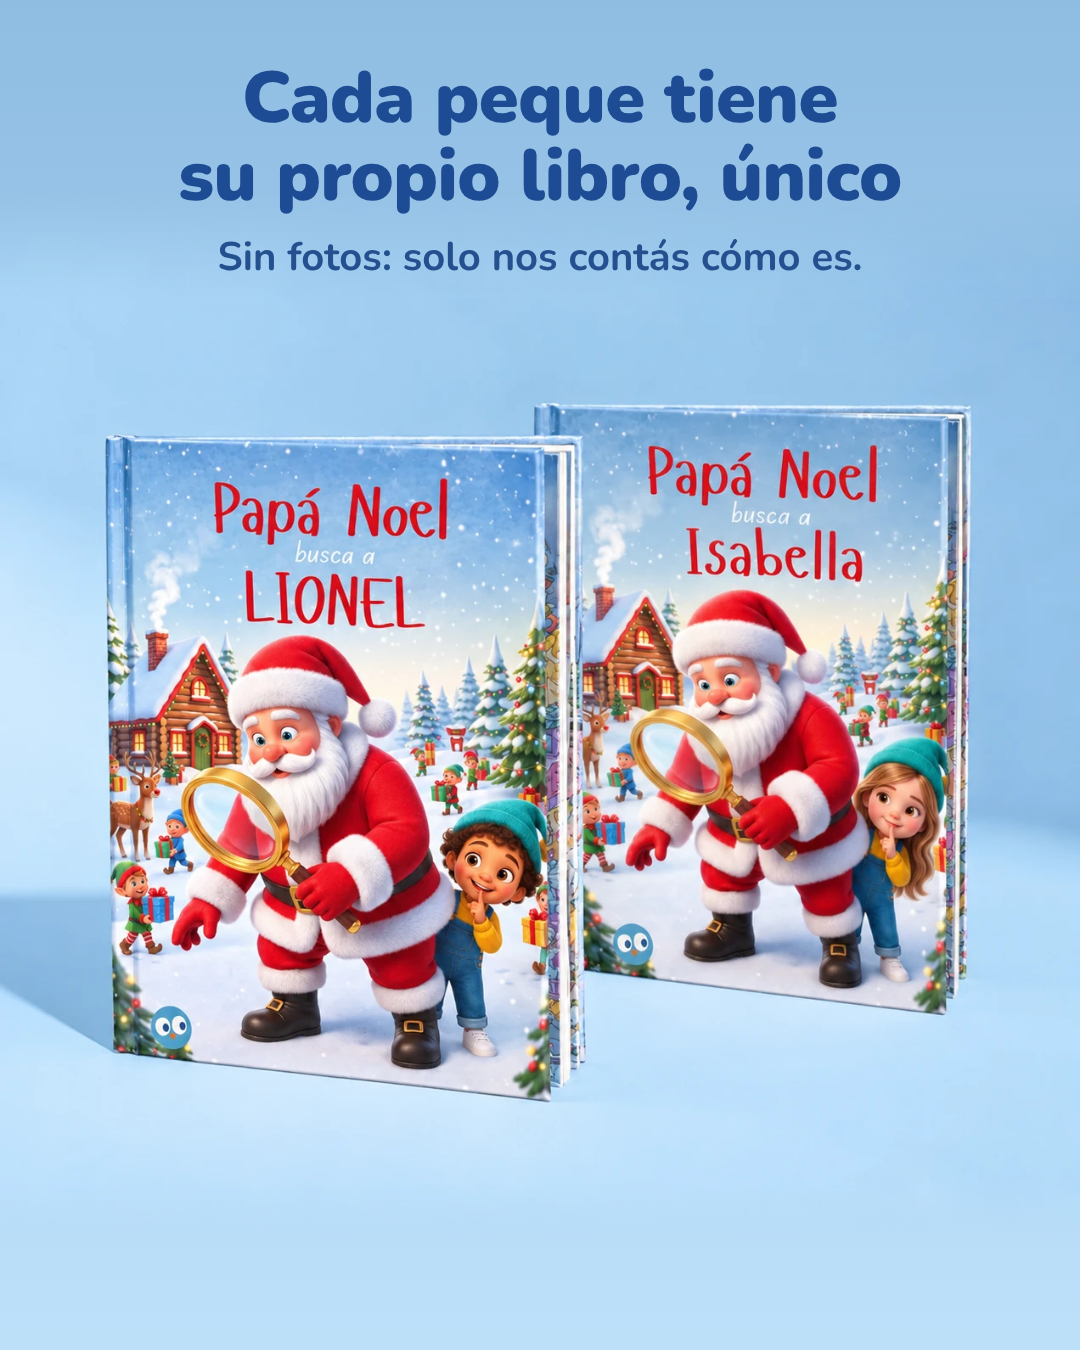 Cada peque tiene
su propio libro, único
Sin fotos: solo nos contás cómo es.
Papá Noel
busca a
LIONEL
Papá Noel
busca a
Isabella